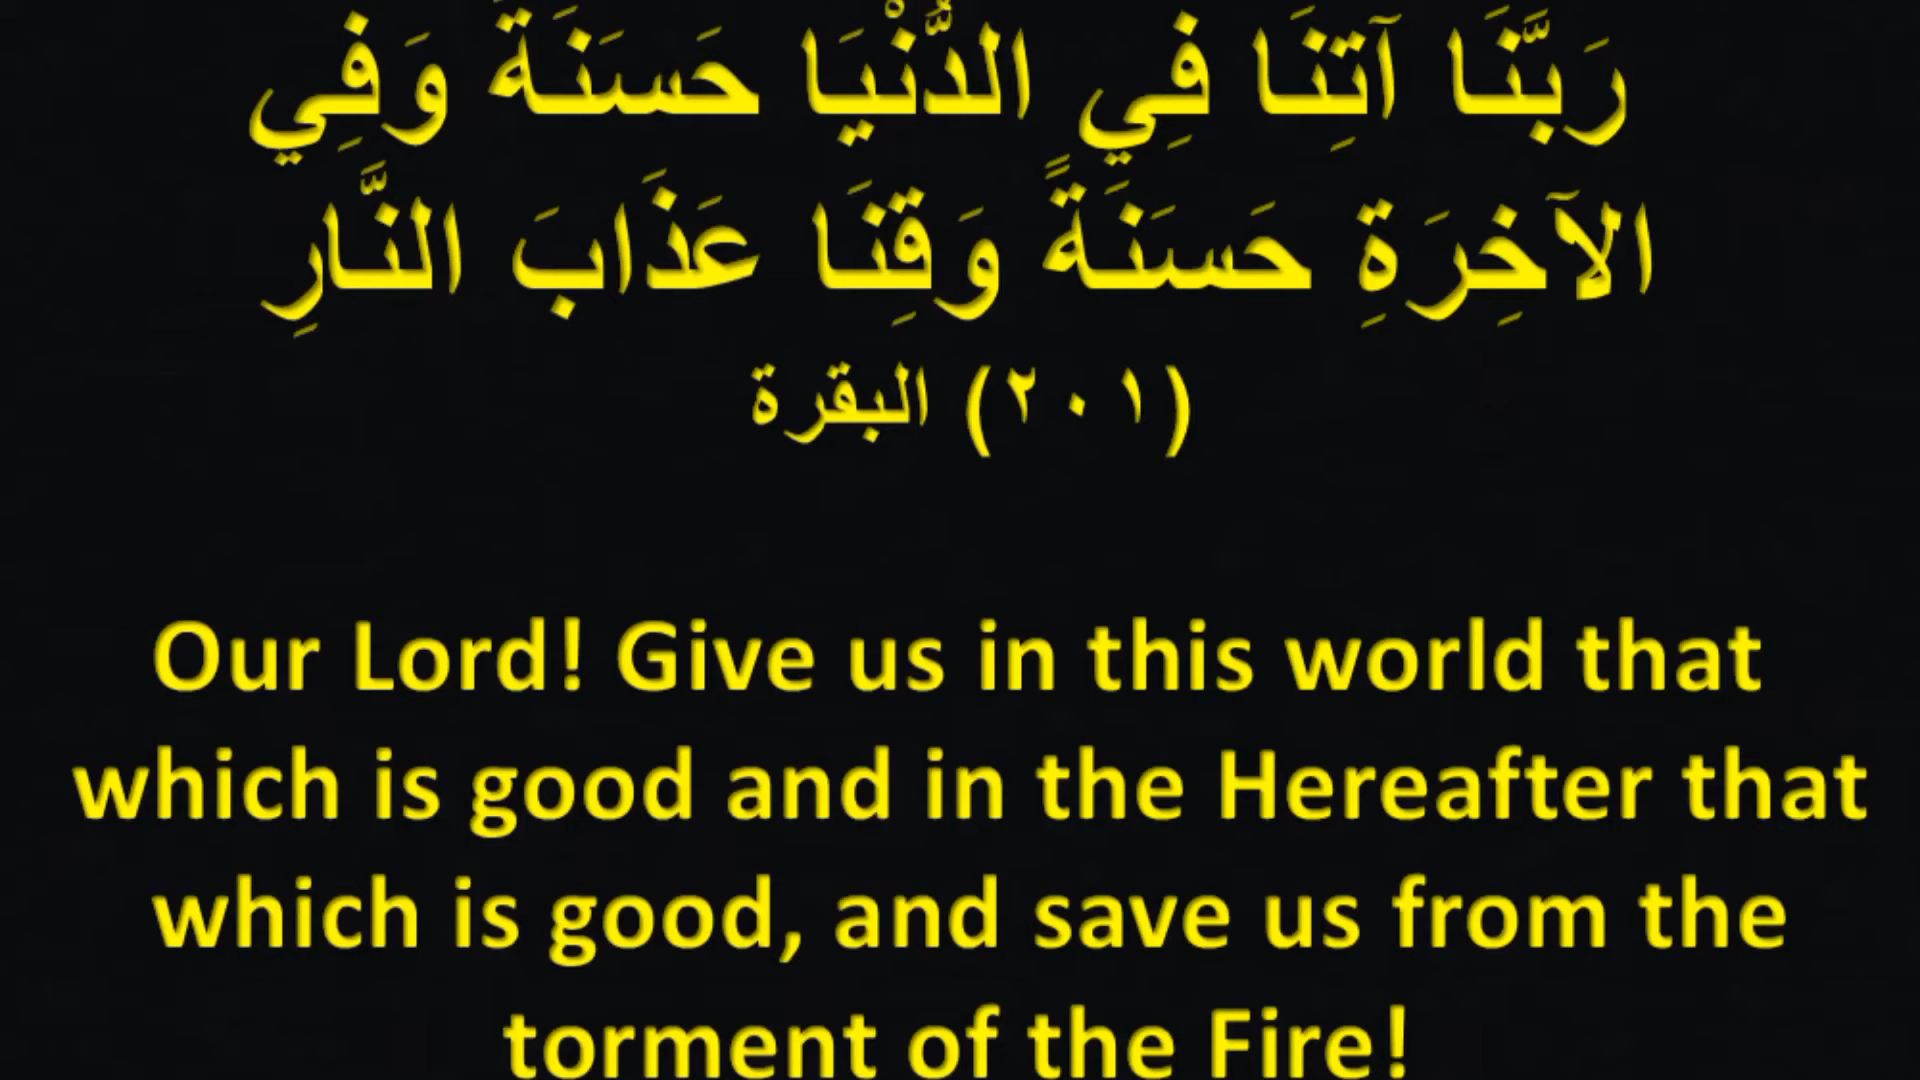 رَبَّنَا آتِنَا فِي الدُّنْيَا حَسَنَةً وَفِي
الآخِرَةِ حَسَنَةً وَقِنَا عَذَابَ النَّارِ
(٢٠١) البقرة
Our Lord! Give us in this world that
which is good and in the Hereafter that
which is good, and save us from the
torment of the Fire!